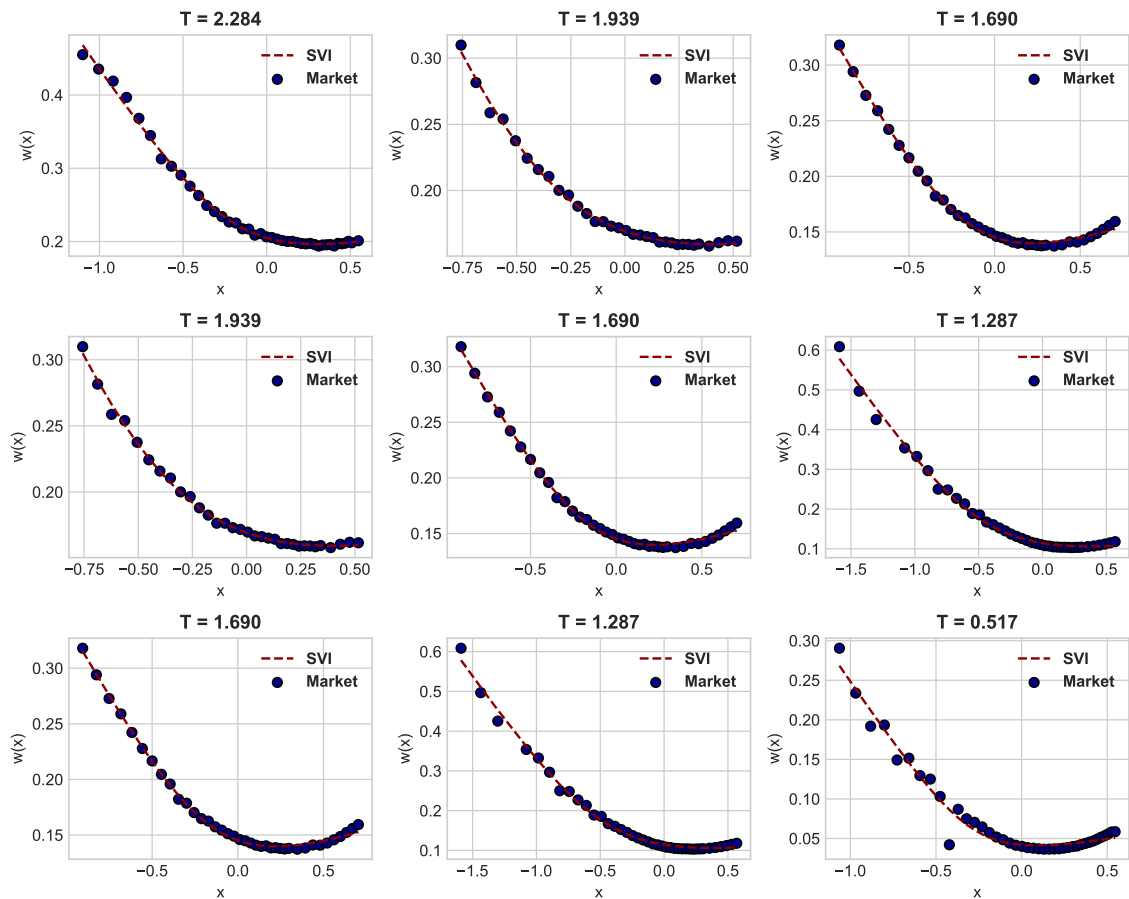 T = 2.284
SVI
Market
w(x)
0.4
0.3
0.2
−1.0
−0.5
0.0
0.5
x
T = 1.939
SVI
Market
w(x)
0.30
0.25
0.20
−0.75
−0.50
−0.25
0.00
0.25
0.50
x
T = 1.690
SVI
Market
w(x)
0.30
0.25
0.20
0.15
−0.5
0.0
0.5
x
T = 1.939
SVI
Market
w(x)
0.30
0.25
0.20
−0.75
−0.50
−0.25
0.00
0.25
0.50
x
T = 1.690
SVI
Market
w(x)
0.30
0.25
0.20
0.15
−0.5
0.0
0.5
x
T = 1.287
SVI
Market
w(x)
0.6
0.5
0.4
0.3
0.2
0.1
−1.5
−1.0
−0.5
0.0
0.5
x
T = 1.690
SVI
Market
w(x)
0.30
0.25
0.20
0.15
−0.5
0.0
0.5
x
T = 1.287
SVI
Market
w(x)
0.6
0.5
0.4
0.3
0.2
0.1
−1.5
−1.0
−0.5
0.0
0.5
x
T = 0.517
SVI
Market
w(x)
0.30
0.25
0.20
0.15
0.10
0.05
−1.0
−0.5
0.0
0.5
x